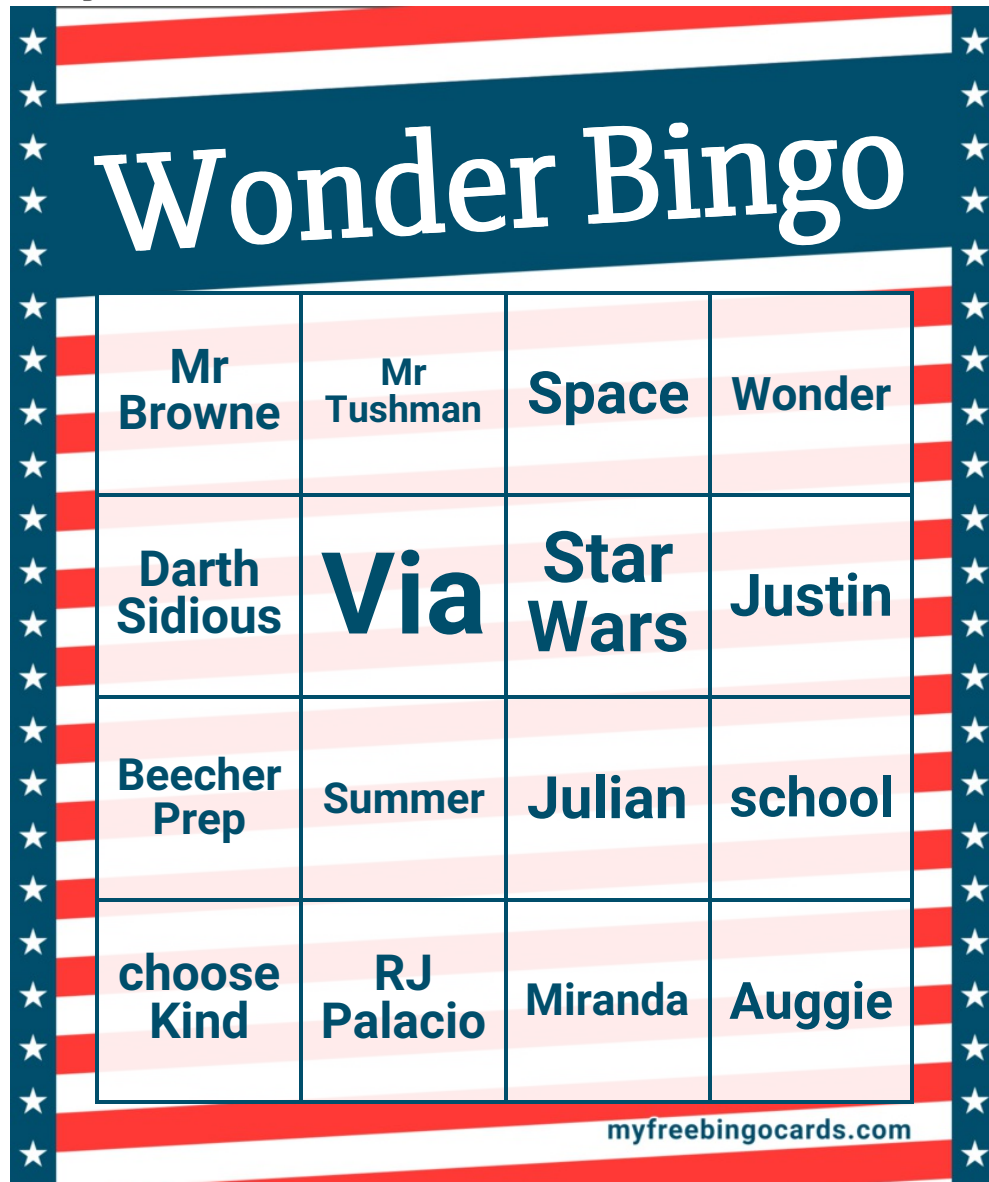 Wonder Bingo
Mr
Browne
Mr
Tushman
Space
Wonder
Darth
Sidious
Via
Star
Wars
Justin
Beecher
Prep
Summer
Julian
school
choose
Kind
RJ
Palacio
Miranda
Auggie
myfreebingocards.com